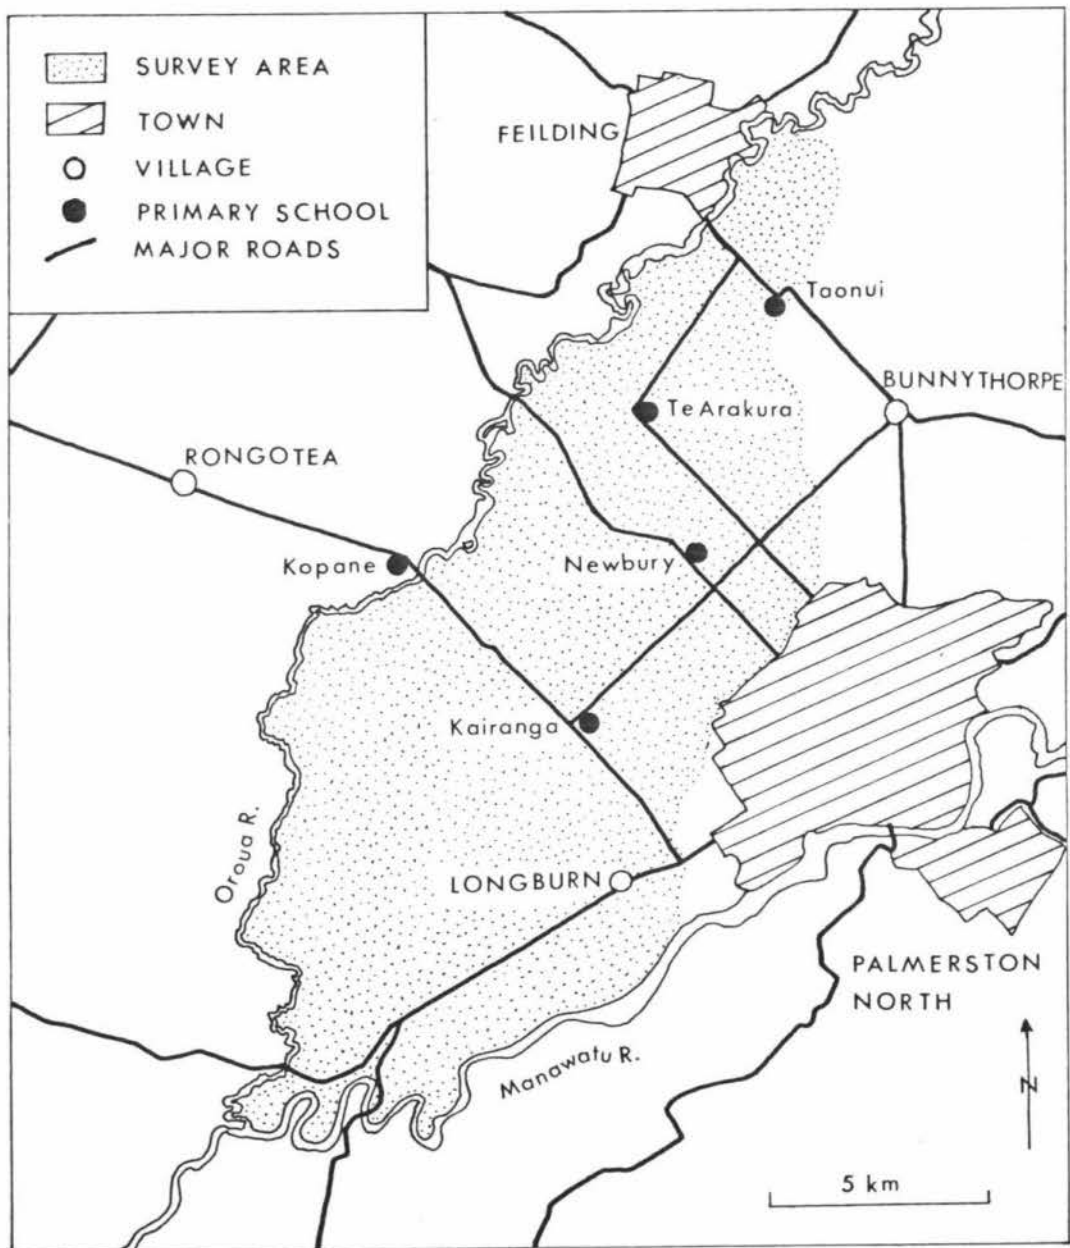 SURVEY AREA
TOWN
VILLAGE
PRIMARY SCHOOL
MAJOR ROADS
FEILDING
Taonui
BUNNYTHORPE
Te Arakura
RONGOTEA
Kopane
Newbury
Kairanga
Oroua R.
LONGBURN
PALMERSTON
NORTH
Manawatu R.
N
5 km